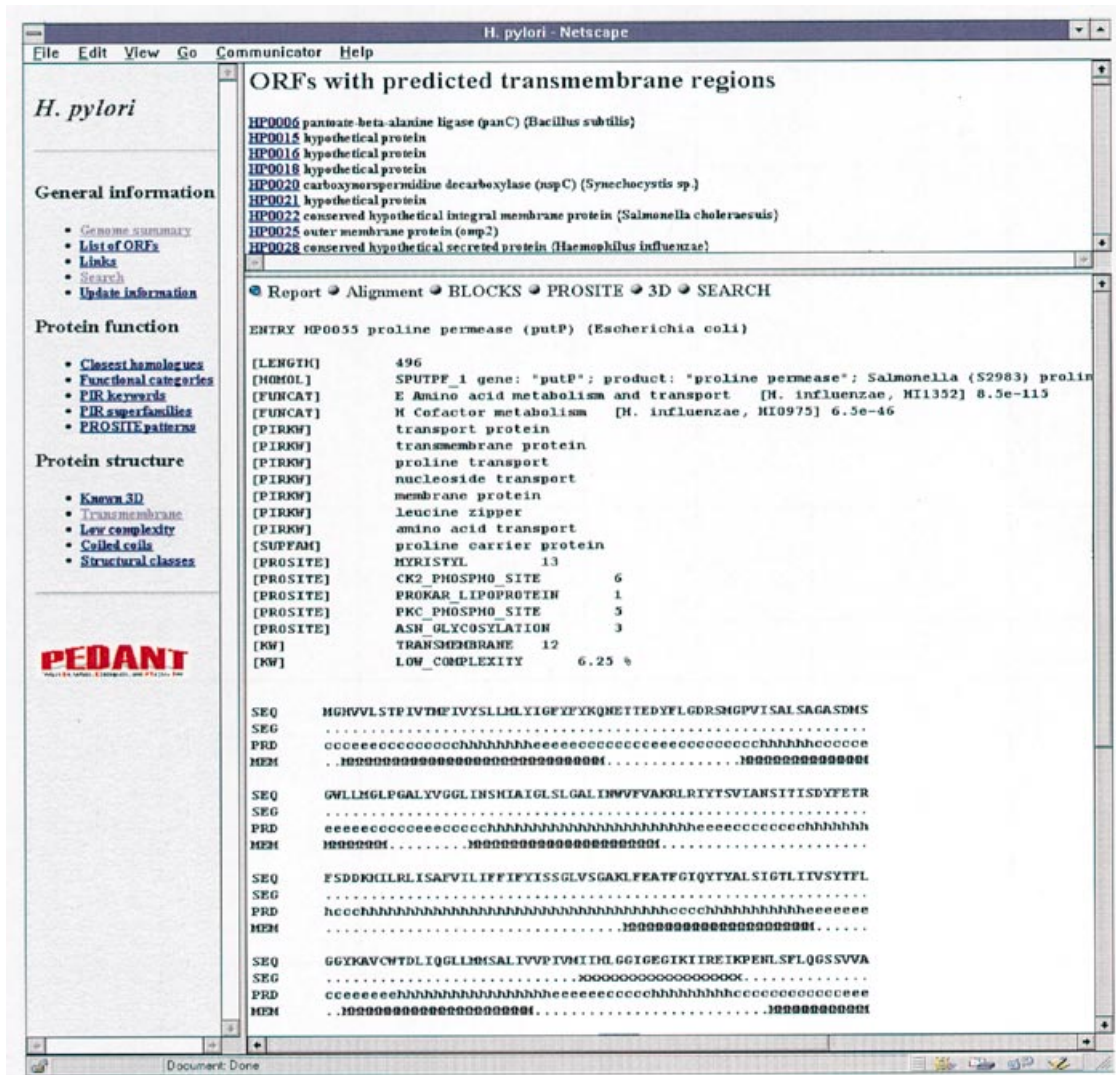 H. pylori - Netscape
File Edit View Go Communicator Help
H. pylori
General information
Genome summary
List of ORFs
Links
Search
Update information
Protein function
Closest homologues
Functional categories
PIR keywords
PIR superfamilies
PROSITE patterns
Protein structure
Known 3D
Transmembrane
Low complexity
Coiled coils
Structural classes
PEDANT
ORFs with predicted transmembrane regions
HP0006 pantoate-beta-alanine ligase (panC) {Bacillus subtilis}
HP0015 hypothetical protein
HP0016 hypothetical protein
HP0018 hypothetical protein
HP0020 carboxynorspermidine decarboxylase (nspC) {Synechocystis sp.}
HP0021 hypothetical protein
HP0022 conserved hypothetical integral membrane protein {Salmonella choleraesuis}
HP0025 outer membrane protein (omp2)
HP0028 conserved hypothetical secreted protein {Haemophilus influenzae}
Report Alignment BLOCKS PROSITE 3D SEARCH
ENTRY HP0055 proline permease (putP) {Escherichia coli}
[LENGTH] 496
[HOMOL] SPUTPF_1 gene: "putP"; product: "proline permease"; Salmonella (S2983) prolin
[FUNCAT] E Amino acid metabolism and transport [H. influenzae, HI1352] 8.5e-115
[FUNCAT] H Cofactor metabolism [H. influenzae, HI0975] 6.5e-46
[PIRKW] transport protein
[PIRKW] transmembrane protein
[PIRKW] proline transport
[PIRKW] nucleoside transport
[PIRKW] membrane protein
[PIRKW] leucine zipper
[PIRKW] amino acid transport
[SUPFAM] proline carrier protein
[PROSITE] MYRISTYL 13
[PROSITE] CK2_PHOSPHO_SITE 6
[PROSITE] PROKAR_LIPOPROTEIN 1
[PROSITE] PKC_PHOSPHO_SITE 5
[PROSITE] ASN_GLYCOSYLATION 3
[KW] TRANSMEMBRANE 12
[KW] LOW_COMPLEXITY 6.25 %
SEQ MGHVVLSTPIVTMFIVYSLLMLYIGFYFYKQNETTEDYFLGDRSMGPVISALSAGASDMS
SEG
PRD
MEM
SEQ GWLLMGLPGALYVGGLINSHIAIGLSLGALINWVFVAKRLRIYTSVIANSITISDYFETR
SEG
PRD
MEM
SEQ FSDDKHILRLISAFVILIFFIFYISSGLVSGAKLFEATFGIQYTYALSIGTLIIVSYTFL
SEG
PRD
MEM
SEQ GGYKAVCWTDLIQGLLMMSALIVVPIVMIIHLGGIGEGIKIIREIKPENLSFLQGSSVVA
SEG
PRD
MEM
Document: Done